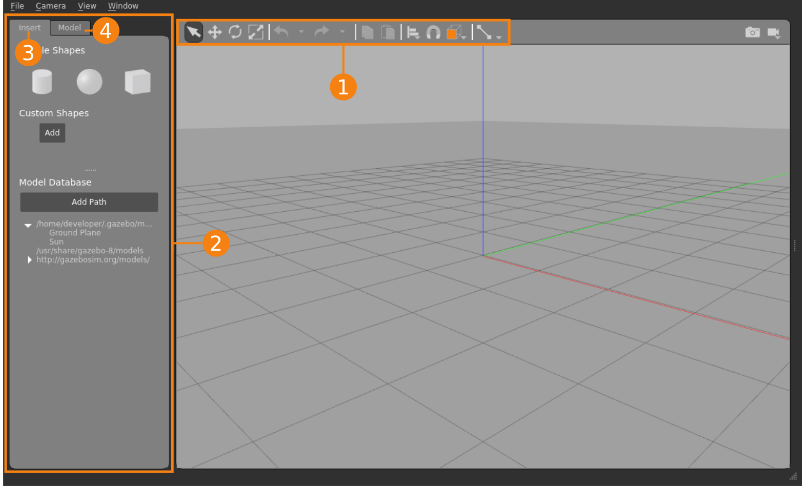 File Camera View Window
Insert Model
4
3
le Shapes
1
Custom Shapes
Add
Model Database
Add Path
/home/developer/.gazebo/m...
Ground Plane
2
Sun
/usr/share/gazebo-8/models
http://gazebosim.org/models/